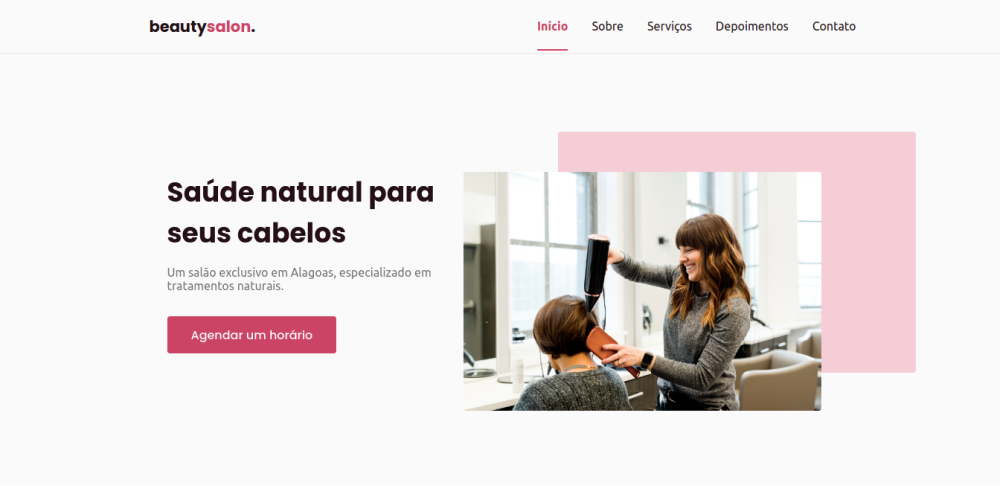 beautysalon.
Início Sobre Serviços Depoimentos Contato
Saúde natural para
seus cabelos
Um salão exclusivo em Alagoas, especializado em
tratamentos naturais.
Agendar um horário